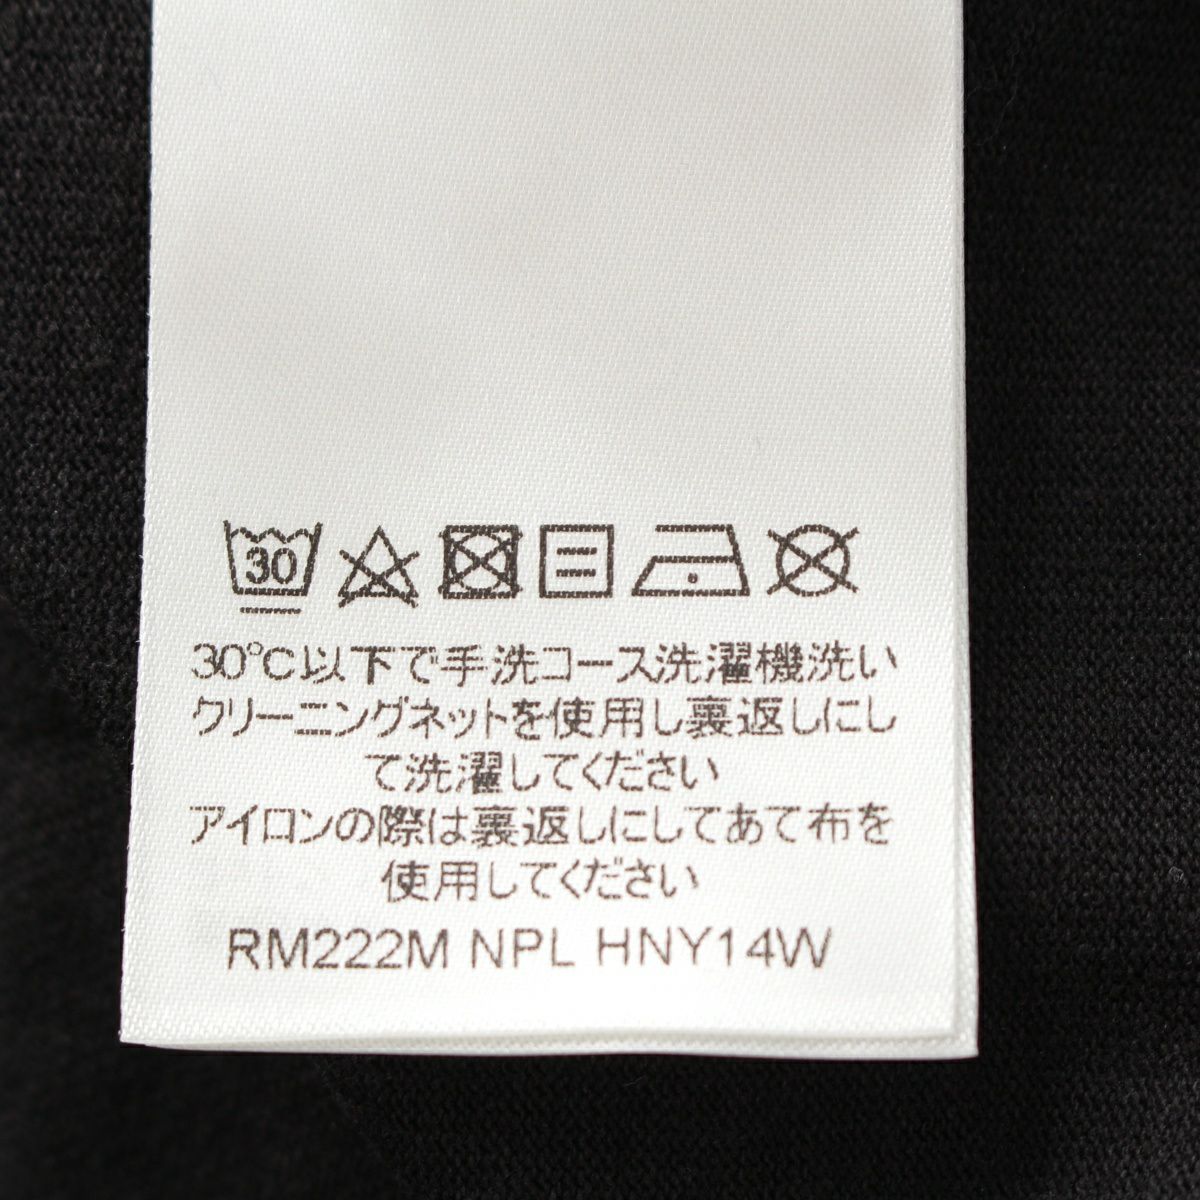 30
30℃以下で手洗コース洗濯機洗い
クリーニングネットを使用し裏返しにし
て洗濯してください
アイロンの際は裏返しにしてあて布を
使用してください
RM222M NPL HNY14W